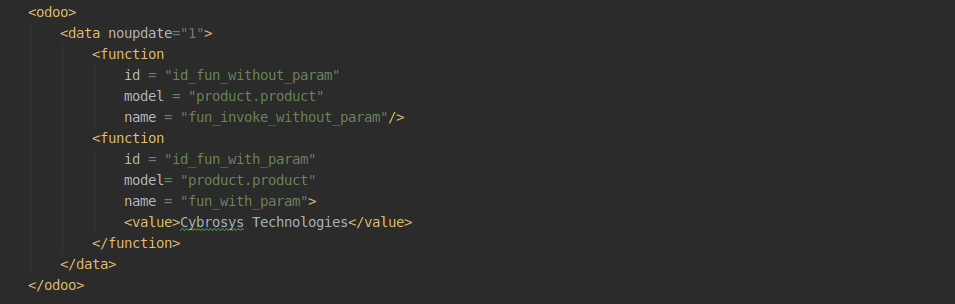 <odoo>
<data noupdate="1">
<function
id = "id_fun_without_param"
model = "product.product"
name = "fun_invoke_without_param"/>
<function
id = "id_fun_with_param"
model= "product.product"
name = "fun_with_param">
<value>Cybrosys Technologies</value>
</function>
</data>
</odoo>